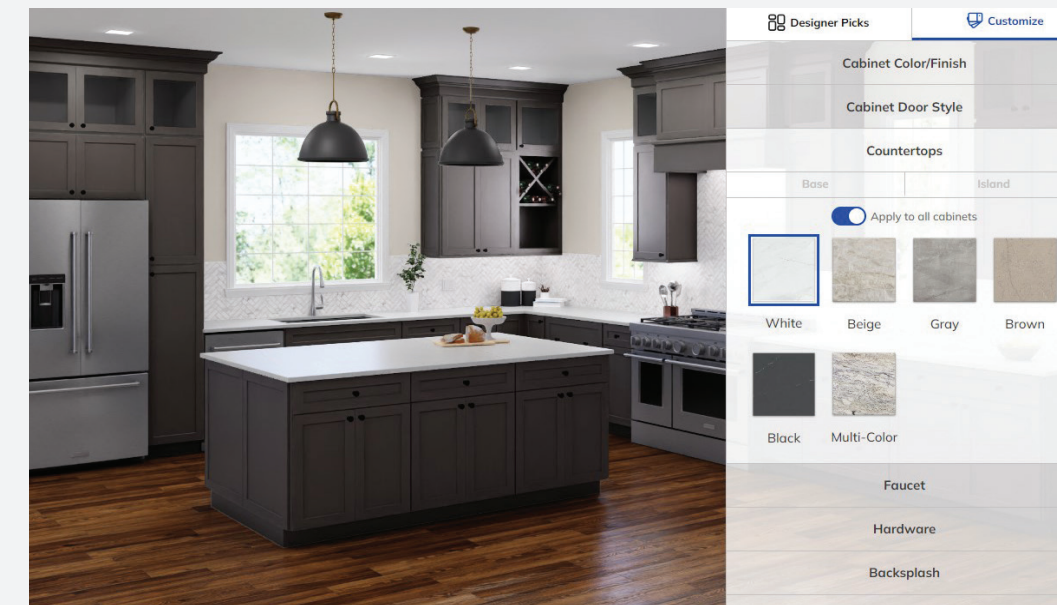 Designer Picks
Customize
Cabinet Color/Finish
Cabinet Door Style
Countertops
Base
Island
Apply to all cabinets
White
Beige
Gray
Brown
Black
Multi-Color
Faucet
Hardware
Backsplash